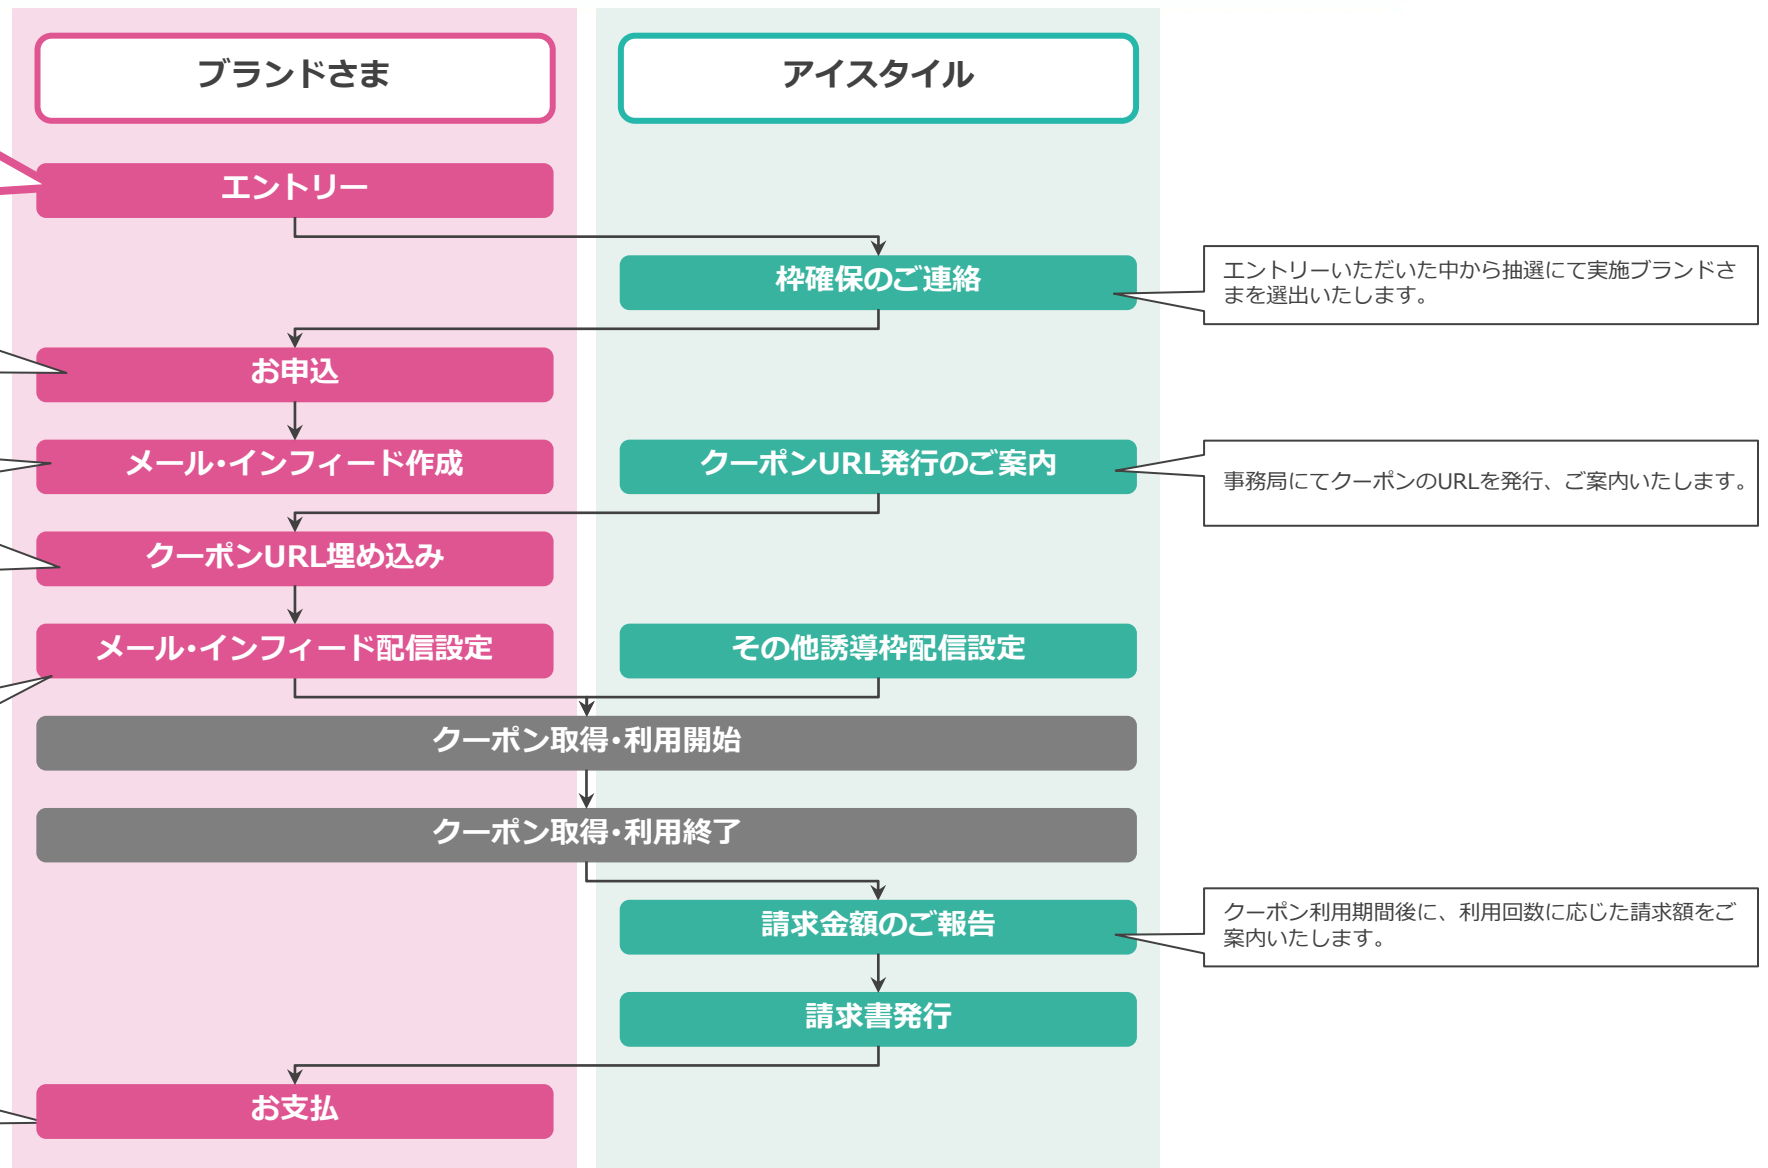 ブランドさま
アイスタイル
エントリー
枠確保のご連絡
エントリーいただいた中から抽選にて実施ブランドさ
まを選出いたします。
お申込
メール・インフィード作成
クーポンURL発行のご案内
事務局にてクーポンのURLを発行、ご案内いたします。
クーポンURL埋め込み
メール・インフィード配信設定
その他誘導枠配信設定
クーポン取得・利用開始
クーポン取得・利用終了
請求金額のご報告
クーポン利用期間後に、利用回数に応じた請求額をご
案内いたします。
請求書発行
お支払